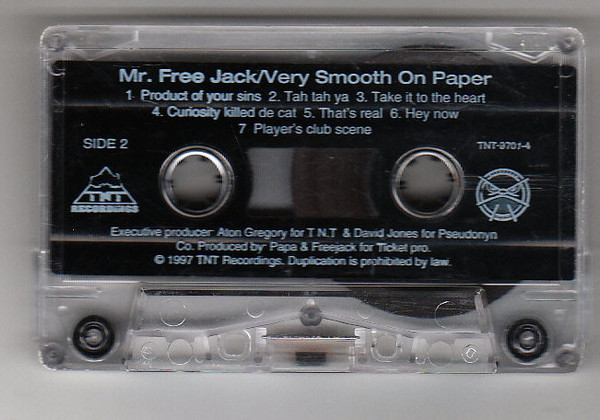 Mr. Free Jack/Very Smooth On Paper
1 Product of your sins 2. Tah tah ya 3. Take it to the heart
4. Curiosity killed de cat 5. That's real 6. Hey now
7 Player's club scene
SIDE 2
TNT-9701-4
TNT
RECORDINGS
Executive producer Aton Gregory for T N.T & David Jones for Pseudonyn
Co. Produced by Papa & Freejack for Ticket pro.
© 1997 TNT Recordings. Duplication is prohibited by law.